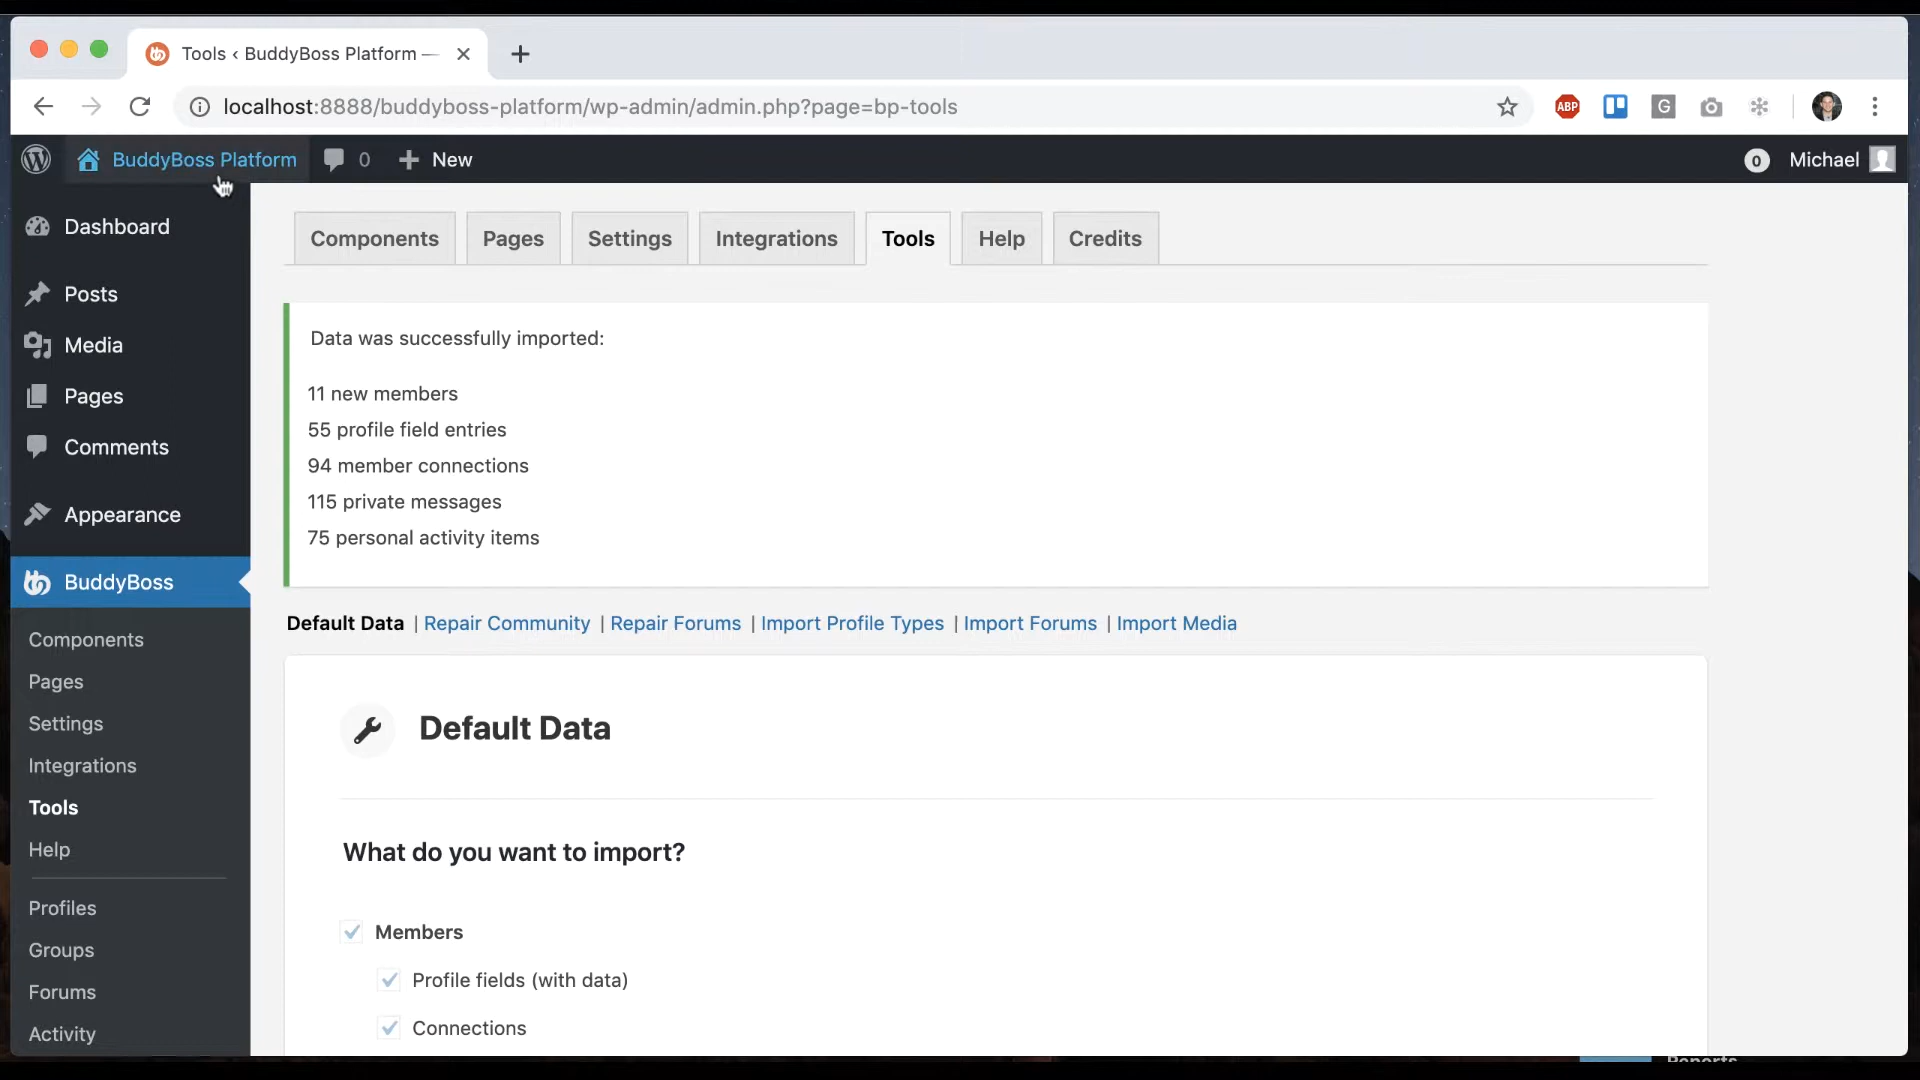 Tools ‹ BuddyBoss Platform —
localhost:8888/buddyboss-platform/wp-admin/admin.php?page=bp-tools
ABP
G
BuddyBoss Platform
0
New
0
Michael
Dashboard
Posts
Media
Pages
Comments
Appearance
BuddyBoss
Components
Pages
Settings
Integrations
Tools
Help
Profiles
Groups
Forums
Activity
Components
Pages
Settings
Integrations
Tools
Help
Credits
Data was successfully imported:
11 new members
55 profile field entries
94 member connections
115 private messages
75 personal activity items
Default Data | Repair Community | Repair Forums | Import Profile Types | Import Forums | Import Media
Default Data
What do you want to import?
Members
Profile fields (with data)
Connections
Reports